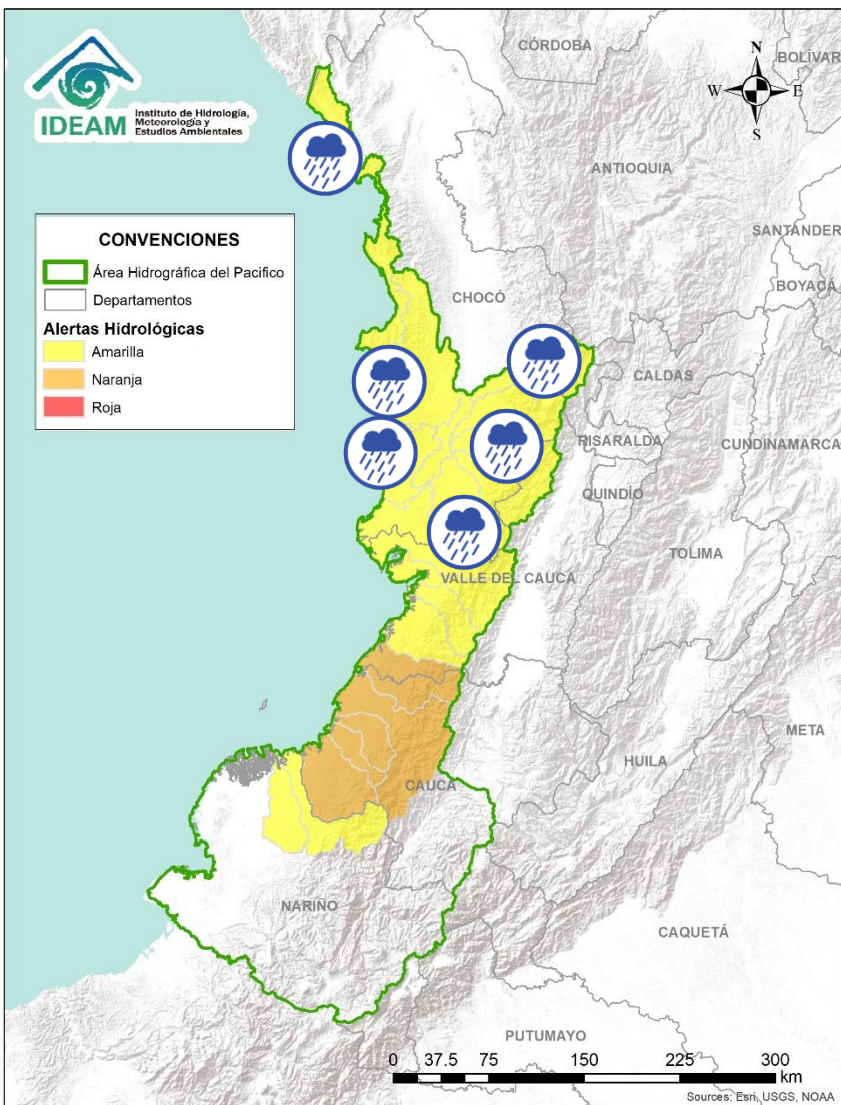 IDEAM
Instituto de Hidrología,
Meteorología y
Estudios Ambientales
CONVENCIONES
Área Hidrográfica del Pacifico
Departamentos
Alertas Hidrológicas
Amarilla
Naranja
Roja
N
W E
S
CÓRDOBA
BOLÍVAR
ANTIOQUIA
SANTANDER
BOYACÁ
CHOCÓ
CALDAS
RISARALDA
CUNDINAMARCA
QUINDÍO
TOLIMA
VALLE DEL CAUCA
META
HUILA
CAUCA
NARIÑO
CAQUETÁ
PUTUMAYO
0 37.5 75 150 225 300
km
Sources: Esri, USGS, NOAA